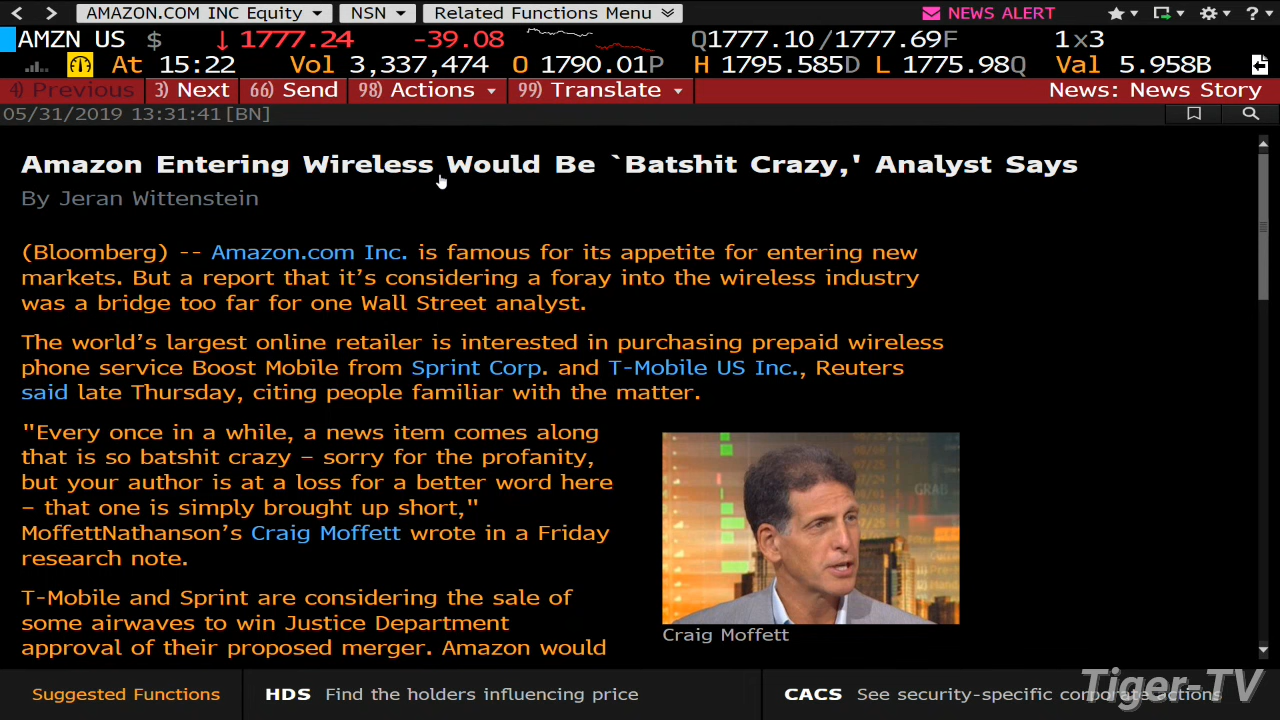 AMAZON.COM INC Equity NSN Related Functions Menu NEWS ALERT ?
AMZN US $ ↓ 1777.24 -39.08 Q1777.10/1777.69F 1x3
At 15:22 Vol 3,337,474 O 1790.01P H 1795.585D L 1775.98Q Val 5.958B
4) Previous 3) Next 66) Send 98) Actions 99) Translate News: News Story
05/31/2019 13:31:41 [BN]
Amazon Entering Wireless Would Be `Batshit Crazy,' Analyst Says
By Jeran Wittenstein
(Bloomberg) -- Amazon.com Inc. is famous for its appetite for entering new
markets. But a report that it's considering a foray into the wireless industry
was a bridge too far for one Wall Street analyst.
The world's largest online retailer is interested in purchasing prepaid wireless
phone service Boost Mobile from Sprint Corp. and T-Mobile US Inc., Reuters
said late Thursday, citing people familiar with the matter.
"Every once in a while, a news item comes along
that is so batshit crazy – sorry for the profanity,
but your author is at a loss for a better word here
– that one is simply brought up short,"
MoffettNathanson's Craig Moffett wrote in a Friday
research note.
T-Mobile and Sprint are considering the sale of
some airwaves to win Justice Department
approval of their proposed merger. Amazon would
GRAB
Craig Moffett
Suggested Functions HDS Find the holders influencing price CACS See security-specific corporate actions
Tiger-TV